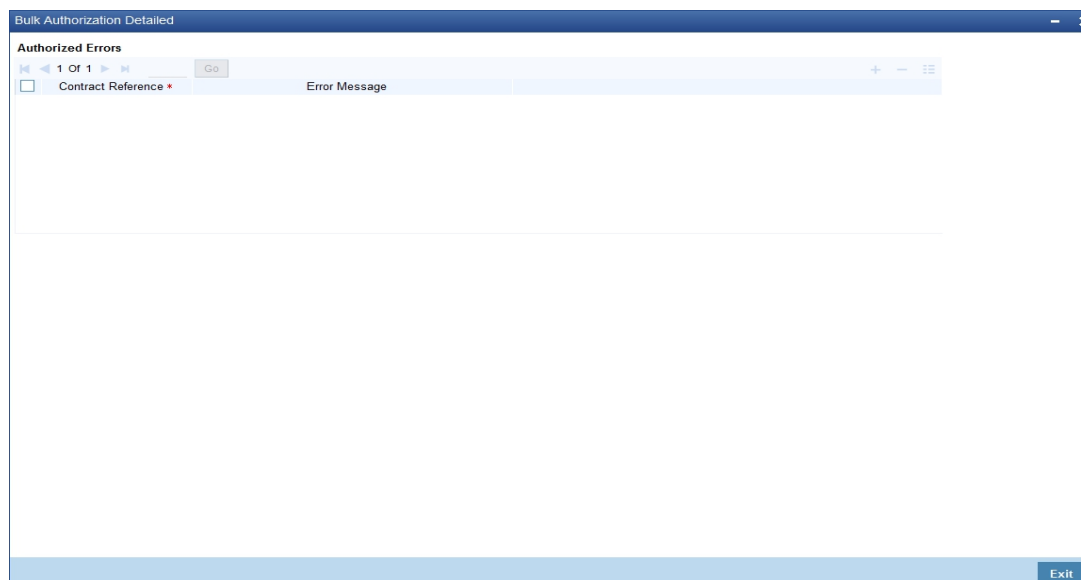 Bulk Authorization Detailed
Authorized Errors
1 Of 1 Go
Contract Reference * Error Message
Exit